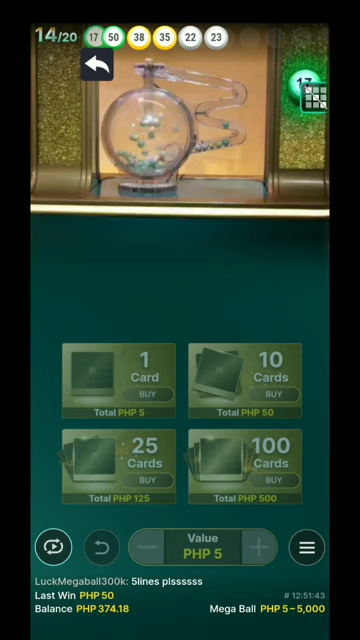 14/20 17 50 38 35 22 23
17
1
Card
BUY
Total PHP 5
10
Cards
BUY
Total PHP 50
25
Cards
BUY
Total PHP 125
100
Cards
BUY
Total PHP 500
Value
PHP 5
LuckMegaball300k: 5lines plssssss
Last Win PHP 50
# 12:51:43
Balance PHP 374.18
Mega Ball PHP 5–5,000